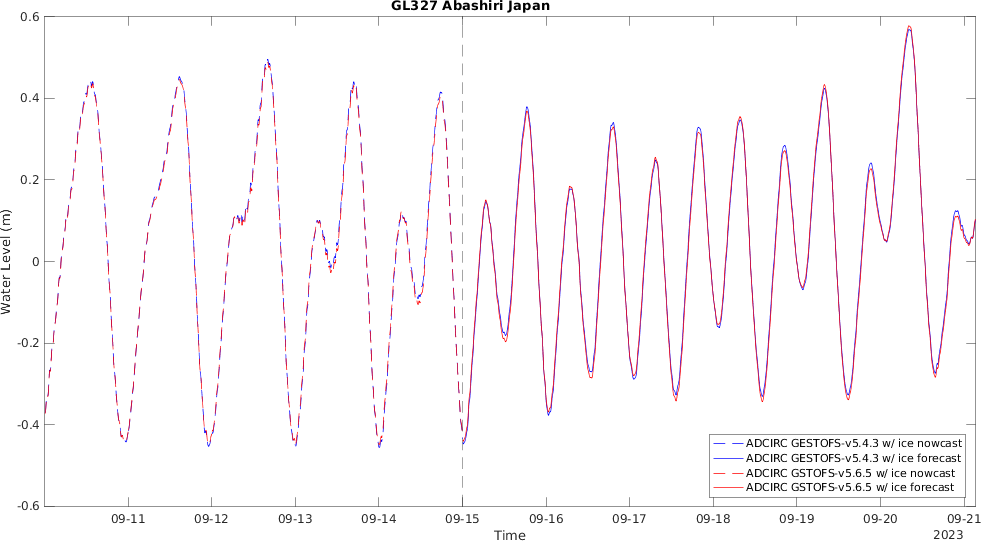 GL327 Abashiri Japan
0.6
0.4
0.2
0
-0.2
-0.4
-0.6
Water Level (m)
ADCIRC GESTOFS-v5.4.3 w/ ice nowcast
ADCIRC GESTOFS-v5.4.3 w/ ice forecast
ADCIRC GSTOFS-v5.6.5 w/ ice nowcast
ADCIRC GSTOFS-v5.6.5 w/ ice forecast
09-11 09-12 09-13 09-14 09-15 09-16 09-17 09-18 09-19 09-20 09-21
Time
2023